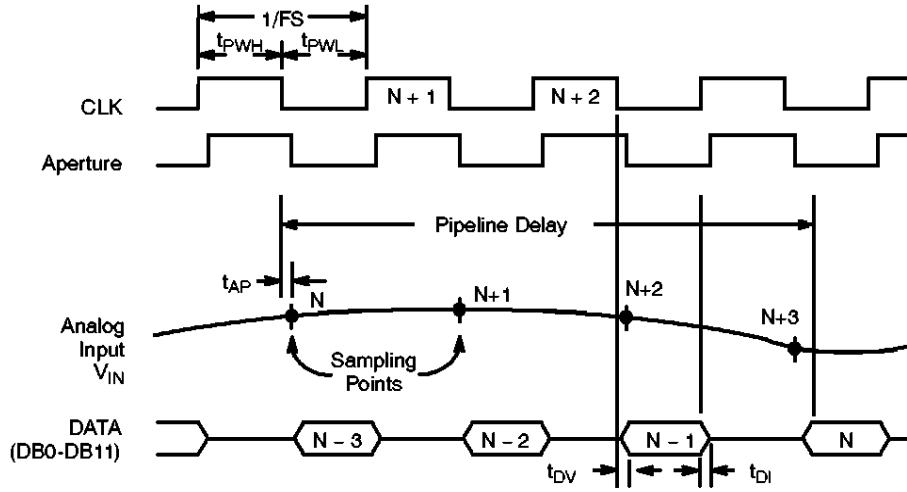 1/FS
tPWH tPWL
CLK
N + 1
N + 2
Aperture
Pipeline Delay
tAP
N
N+1
N+2
N+3
Analog
Input
VIN
Sampling
Points
DATA
(DB0-DB11)
N − 3
N − 2
N − 1
N
tDV
tDI